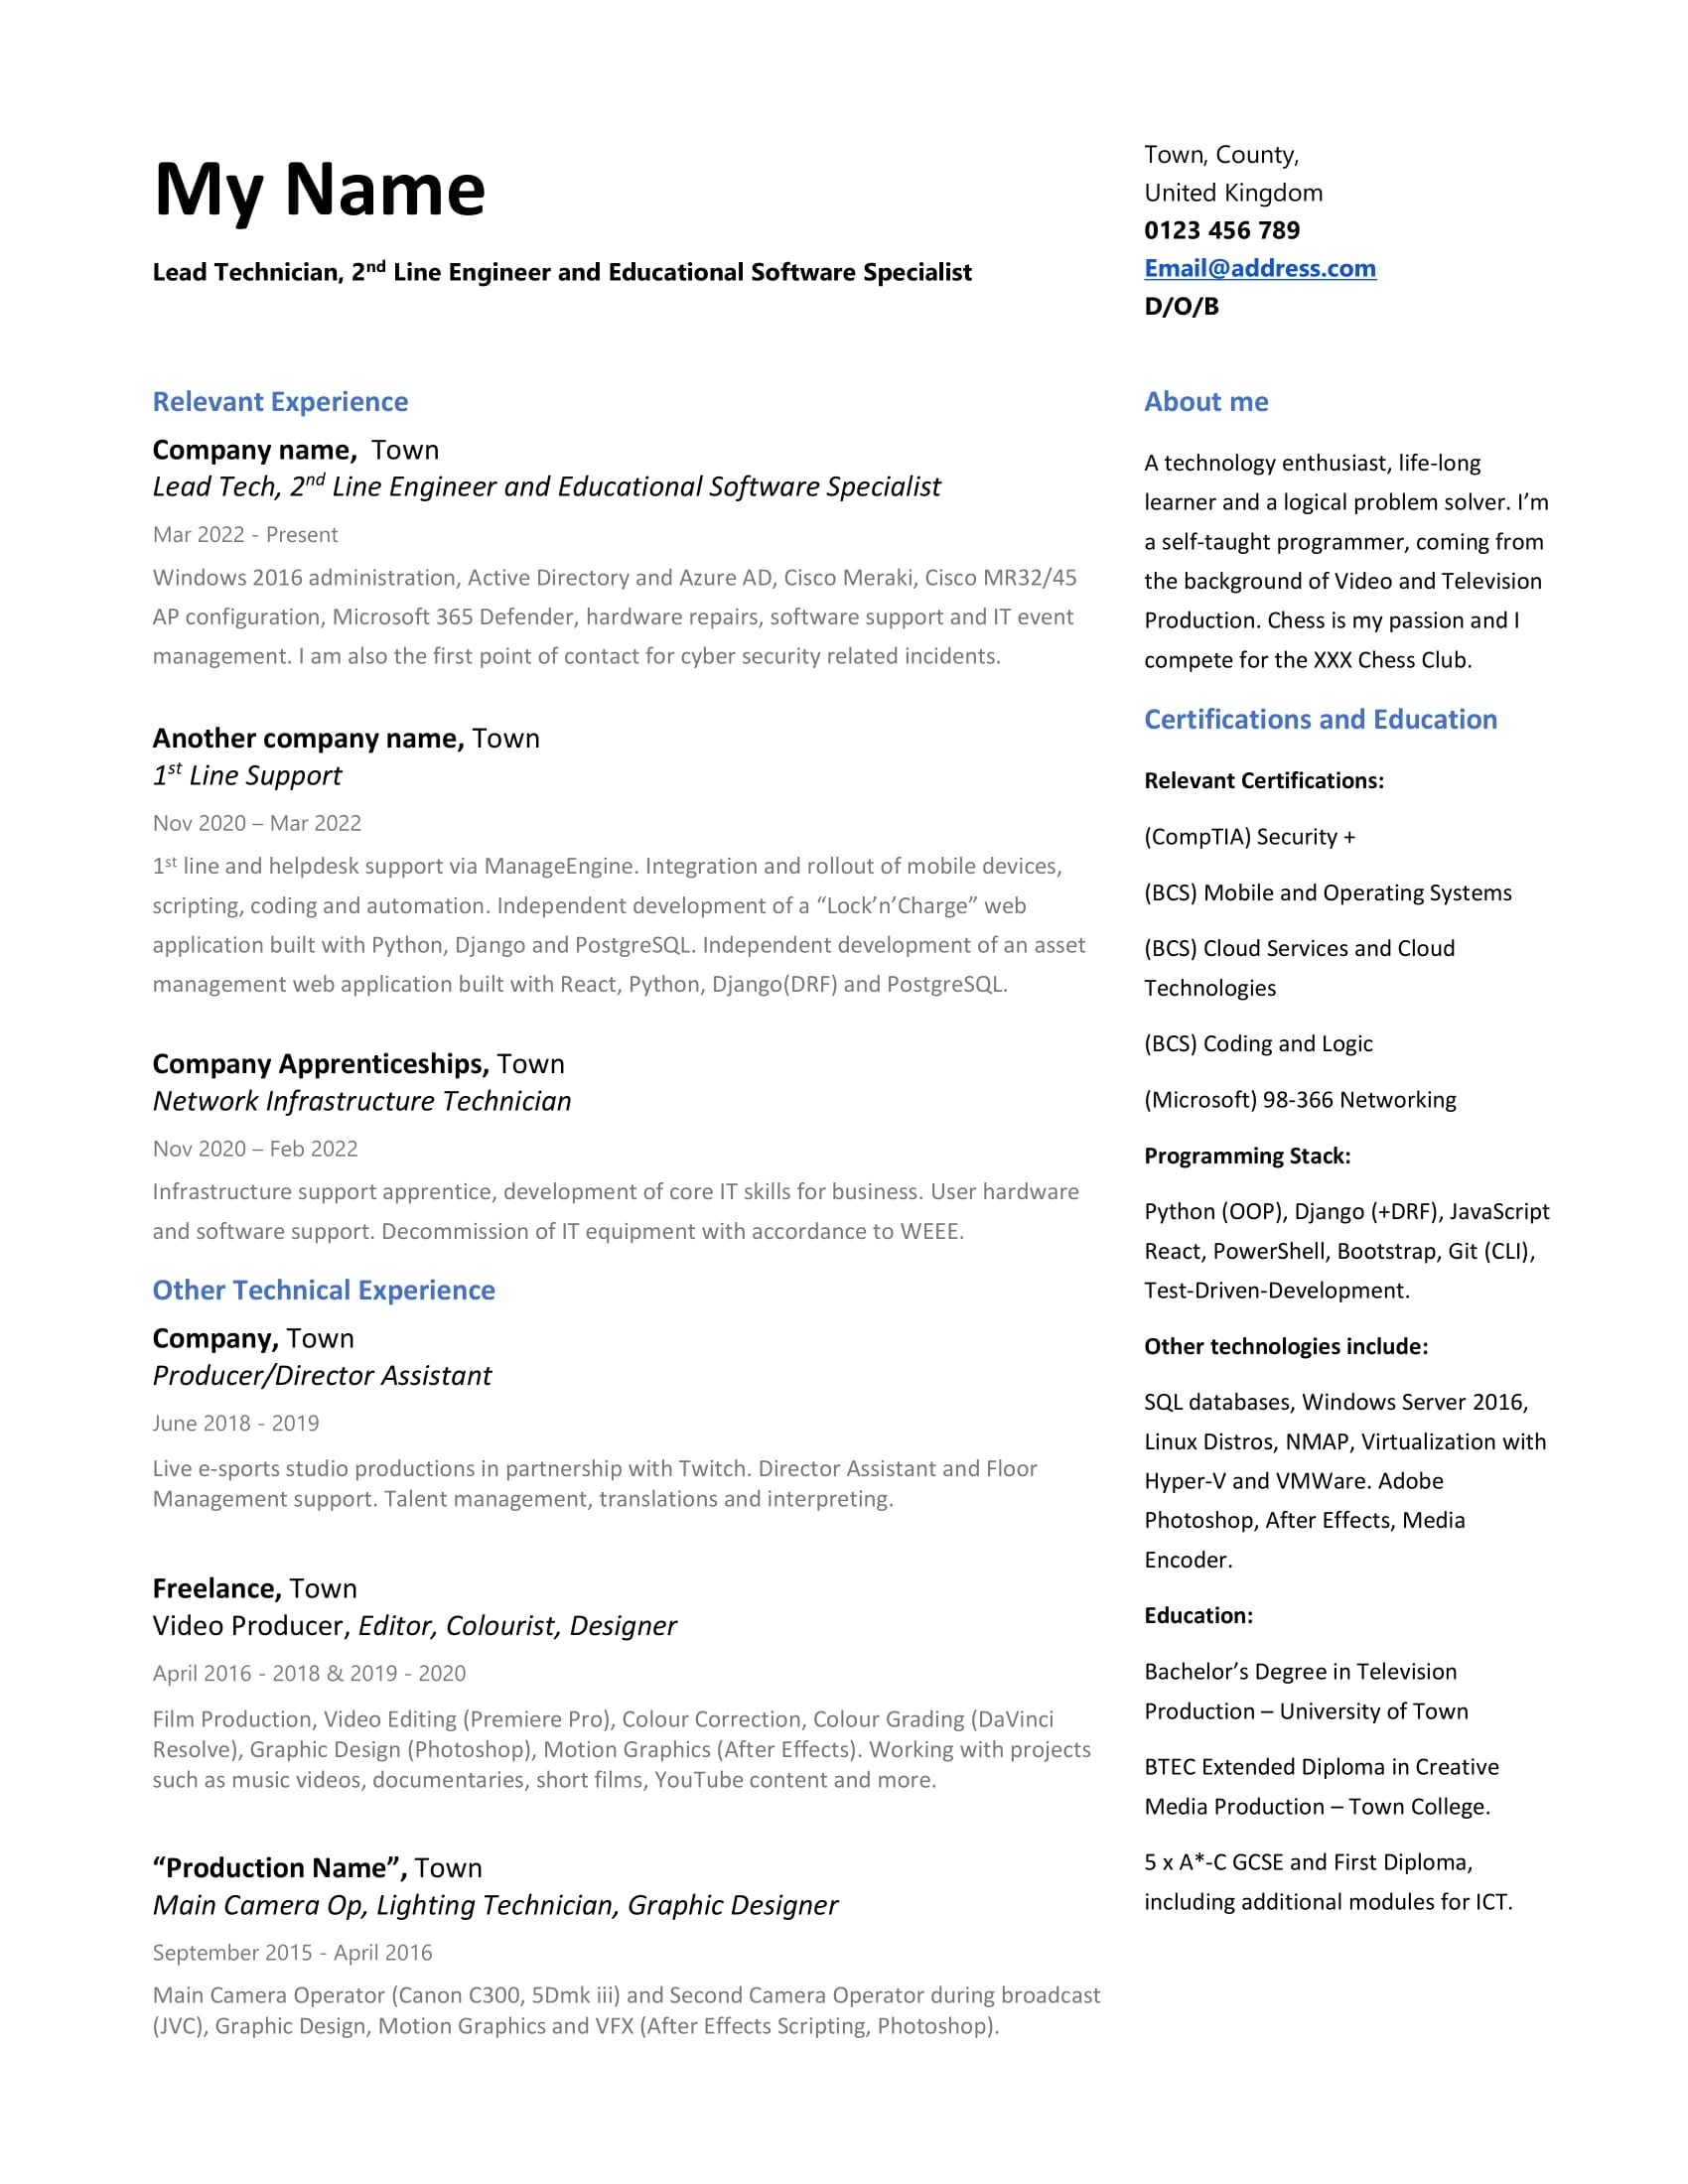 My Name
Lead Technician, 2nd Line Engineer and Educational Software Specialist
Town, County,
United Kingdom
0123 456 789
Email@address.com
D/O/B
Relevant Experience
Company name, Town
Lead Tech, 2nd Line Engineer and Educational Software Specialist
Mar 2022 - Present
Windows 2016 administration, Active Directory and Azure AD, Cisco Meraki, Cisco MR32/45
AP configuration, Microsoft 365 Defender, hardware repairs, software support and IT event
management. I am also the first point of contact for cyber security related incidents.
Another company name, Town
1st Line Support
Nov 2020 – Mar 2022
1st line and helpdesk support via ManageEngine. Integration and rollout of mobile devices,
scripting, coding and automation. Independent development of a “Lock’n’Charge” web
application built with Python, Django and PostgreSQL. Independent development of an asset
management web application built with React, Python, Django(DRF) and PostgreSQL.
Company Apprenticeships, Town
Network Infrastructure Technician
Nov 2020 – Feb 2022
Infrastructure support apprentice, development of core IT skills for business. User hardware
and software support. Decommission of IT equipment with accordance to WEEE.
Other Technical Experience
Company, Town
Producer/Director Assistant
June 2018 - 2019
Live e-sports studio productions in partnership with Twitch. Director Assistant and Floor
Management support. Talent management, translations and interpreting.
Freelance, Town
Video Producer, Editor, Colourist, Designer
April 2016 - 2018 & 2019 - 2020
Film Production, Video Editing (Premiere Pro), Colour Correction, Colour Grading (DaVinci
Resolve), Graphic Design (Photoshop), Motion Graphics (After Effects). Working with projects
such as music videos, documentaries, short films, YouTube content and more.
“Production Name”, Town
Main Camera Op, Lighting Technician, Graphic Designer
September 2015 - April 2016
Main Camera Operator (Canon C300, 5Dmk iii) and Second Camera Operator during broadcast
(JVC), Graphic Design, Motion Graphics and VFX (After Effects Scripting, Photoshop).
About me
A technology enthusiast, life-long
learner and a logical problem solver. I’m
a self-taught programmer, coming from
the background of Video and Television
Production. Chess is my passion and I
compete for the XXX Chess Club.
Certifications and Education
Relevant Certifications:
(CompTIA) Security +
(BCS) Mobile and Operating Systems
(BCS) Cloud Services and Cloud
Technologies
(BCS) Coding and Logic
(Microsoft) 98-366 Networking
Programming Stack:
Python (OOP), Django (+DRF), JavaScript
React, PowerShell, Bootstrap, Git (CLI),
Test-Driven-Development.
Other technologies include:
SQL databases, Windows Server 2016,
Linux Distros, NMAP, Virtualization with
Hyper-V and VMWare. Adobe
Photoshop, After Effects, Media
Encoder.
Education:
Bachelor’s Degree in Television
Production – University of Town
BTEC Extended Diploma in Creative
Media Production – Town College.
5 x A*-C GCSE and First Diploma,
including additional modules for ICT.